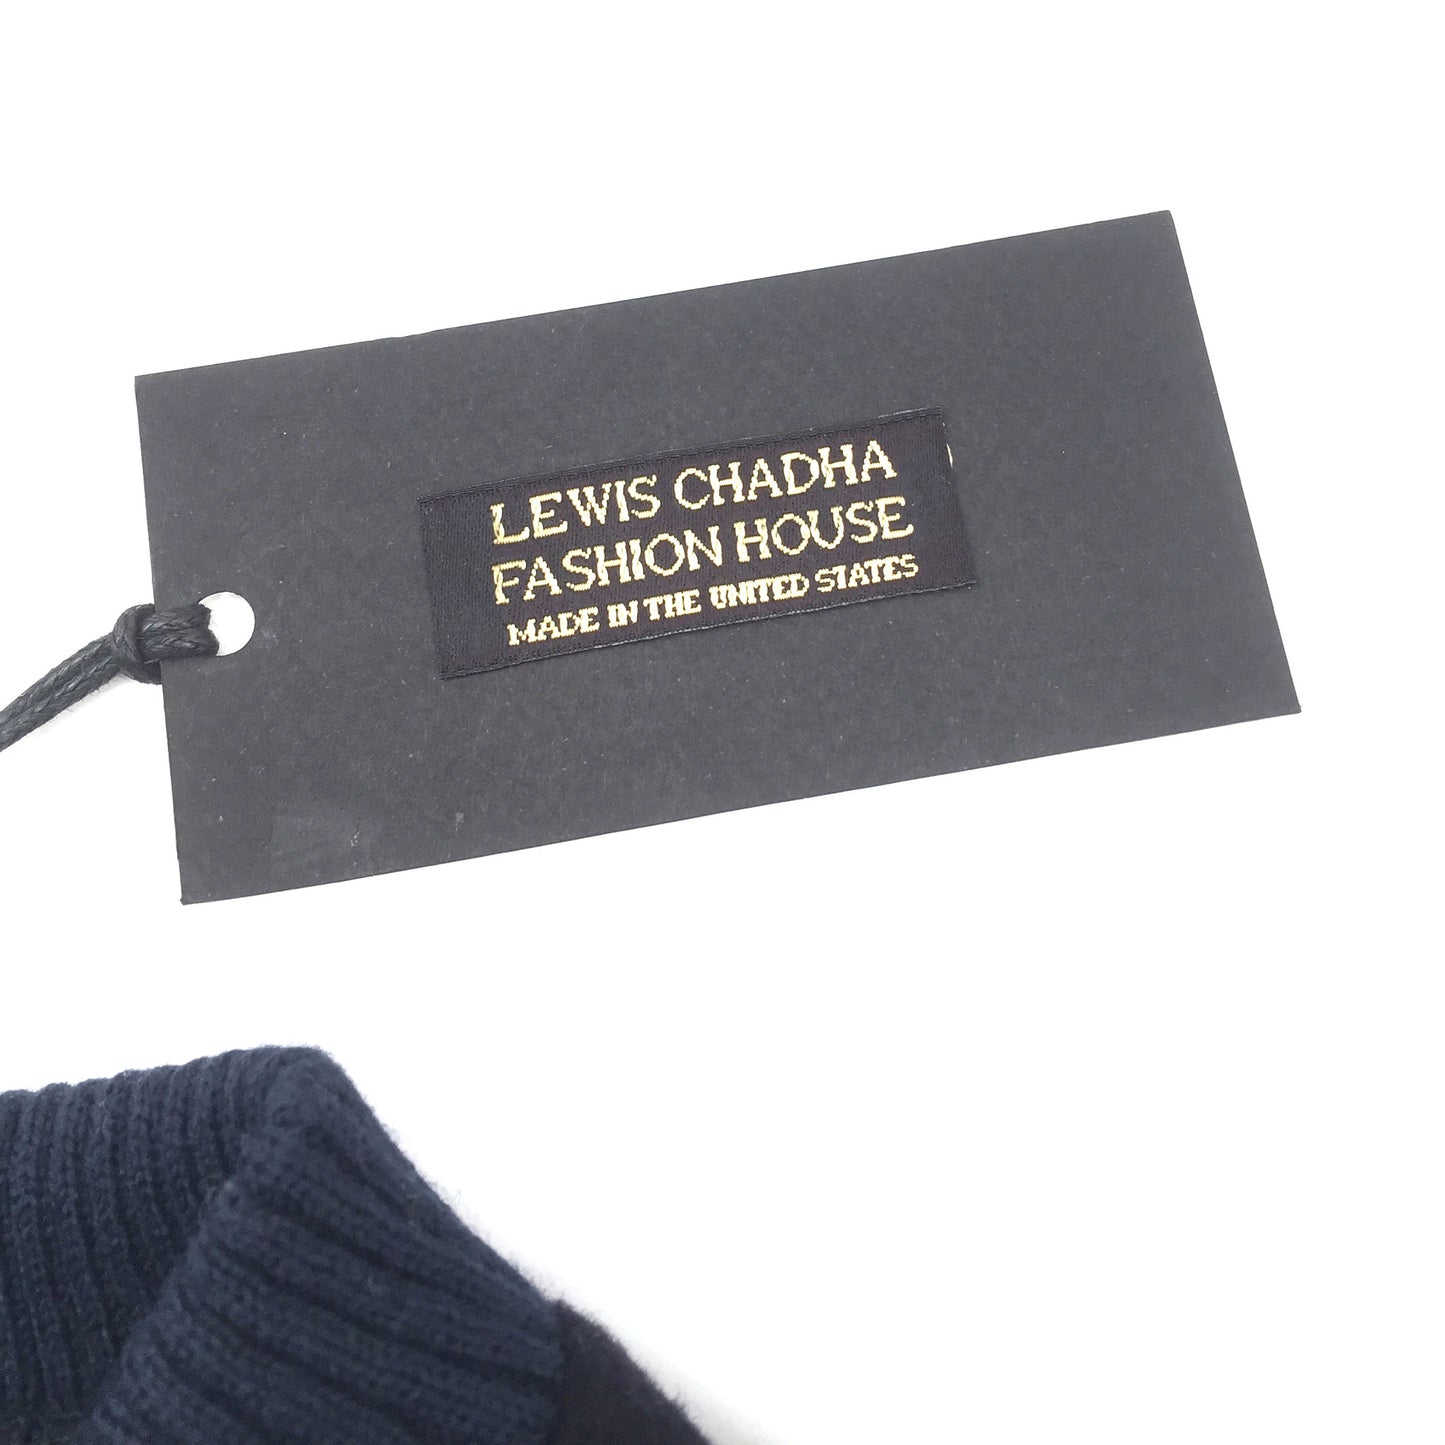 LEWIS CHADHA
FASHION HOUSE
MADE IN THE UNITED STATES